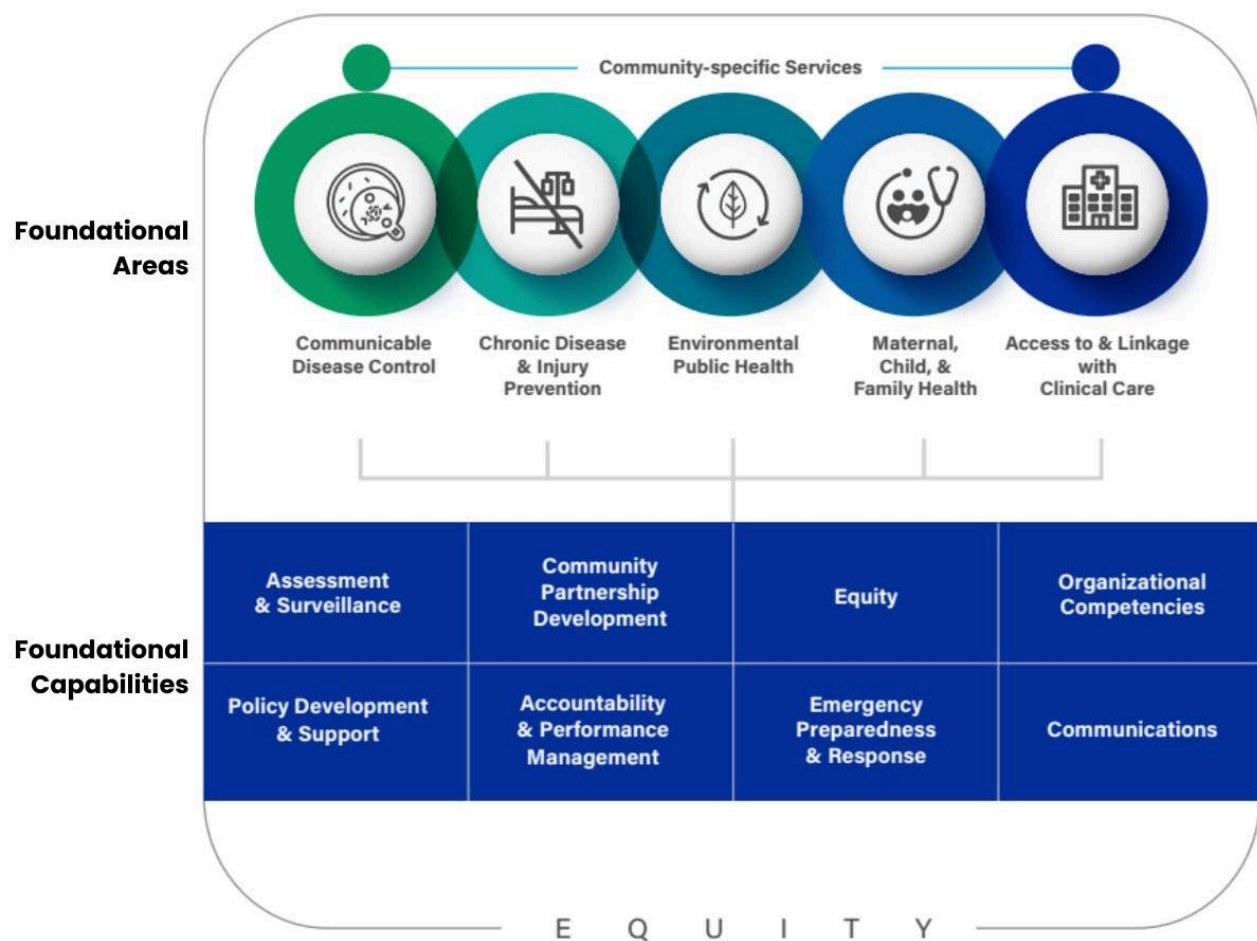 Community-specific Services
Foundational
Areas
Communicable
Disease Control
Chronic Disease
& Injury
Prevention
Environmental
Public Health
Maternal,
Child, &
Family Health
Access to & Linkage
with
Clinical Care
Foundational
Capabilities
Assessment
& Surveillance
Community
Partnership
Development
Equity
Organizational
Competencies
Policy Development
& Support
Accountability
& Performance
Management
Emergency
Preparedness
& Response
Communications
E Q U I T Y